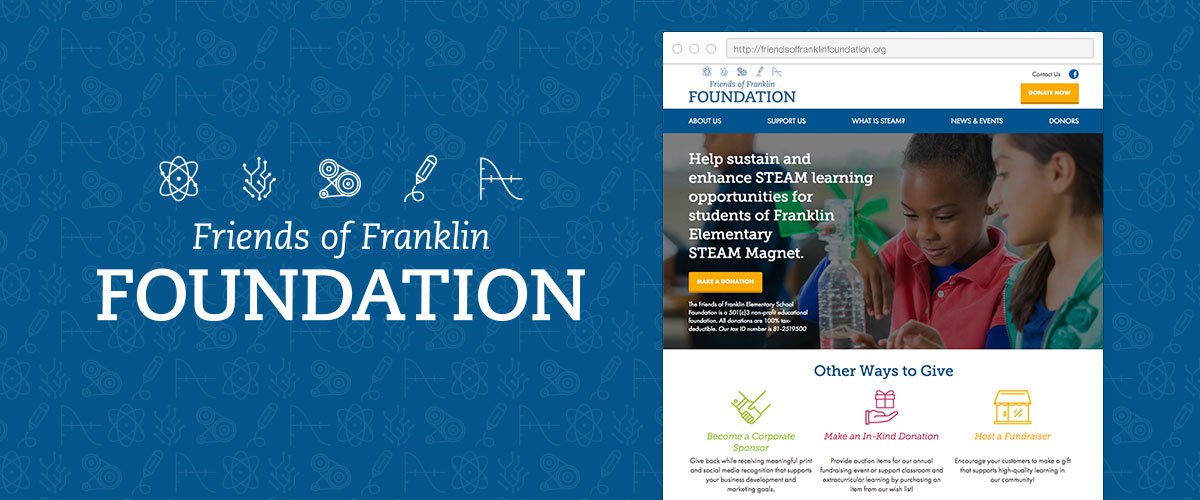 Friends of Franklin
FOUNDATION
http://friendsoffranklinfoundation.org
Friends of Franklin
FOUNDATION
Contact Us
DONATE NOW
ABOUT US
SUPPORT US
WHAT IS STEAM?
NEWS & EVENTS
DONORS
Help sustain and
enhance STEAM learning
opportunities for
students of Franklin
Elementary
STEAM Magnet.
MAKE A DONATION
The Friends of Franklin Elementary School
Foundation is a 501(c)3 non-profit educational
foundation. All donations are 100% tax-
deductible. Our tax ID number is 81-2519500
Other Ways to Give
Become a Corporate
Sponsor
Give back while receiving meaningful print
and social media recognition that supports
your business development and
marketing goals.
Make an In-Kind Donation
Provide auction items for our annual
fundraising event or support classroom and
extracurricular learning by purchasing an
item from our wish list!
Host a Fundraiser
Encourage your customers to make a gift
that supports high-quality learning in
our community!